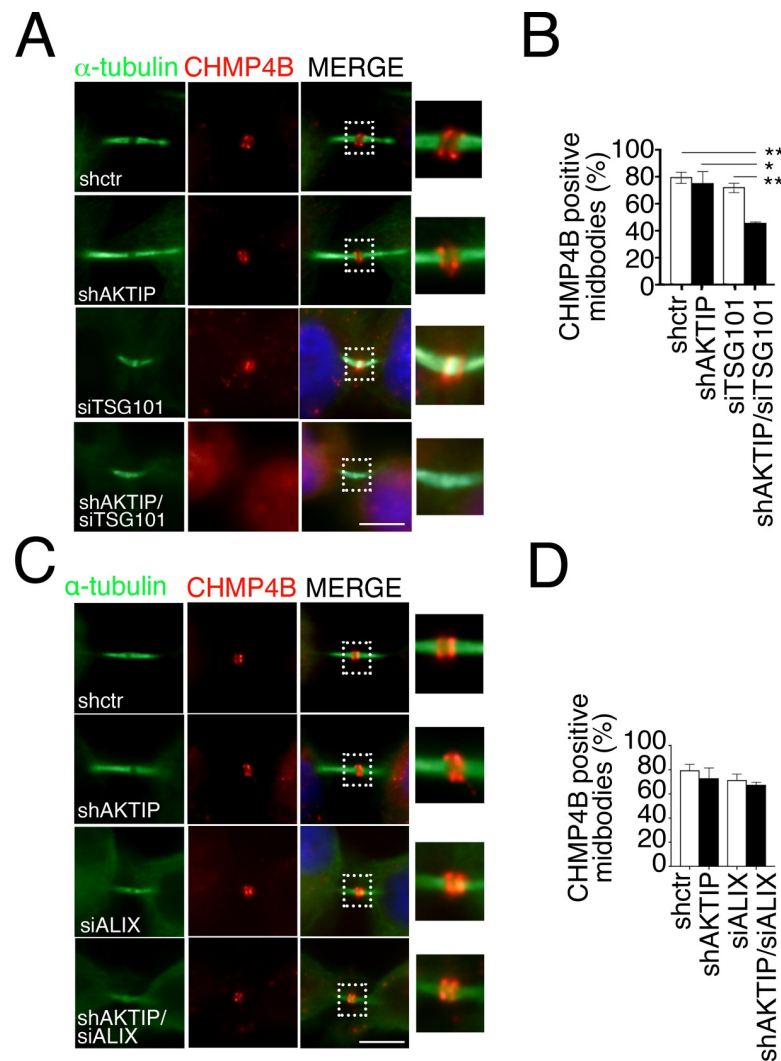 A
α-tubulin CHMP4B MERGE
shctr
shAKTIP
siTSG101
shAKTIP/
siTSG101
B
CHMP4B positive
midbodies (%)
100
80
60
40
20
0
**
*
**
shctr
shAKTIP
siTSG101
shAKTIP/siTSG101
C
α-tubulin CHMP4B MERGE
shctr
shAKTIP
siALIX
shAKTIP/
siALIX
D
CHMP4B positive
midbodies (%)
100
80
60
40
20
0
shctr
shAKTIP
siALIX
shAKTIP/siALIX